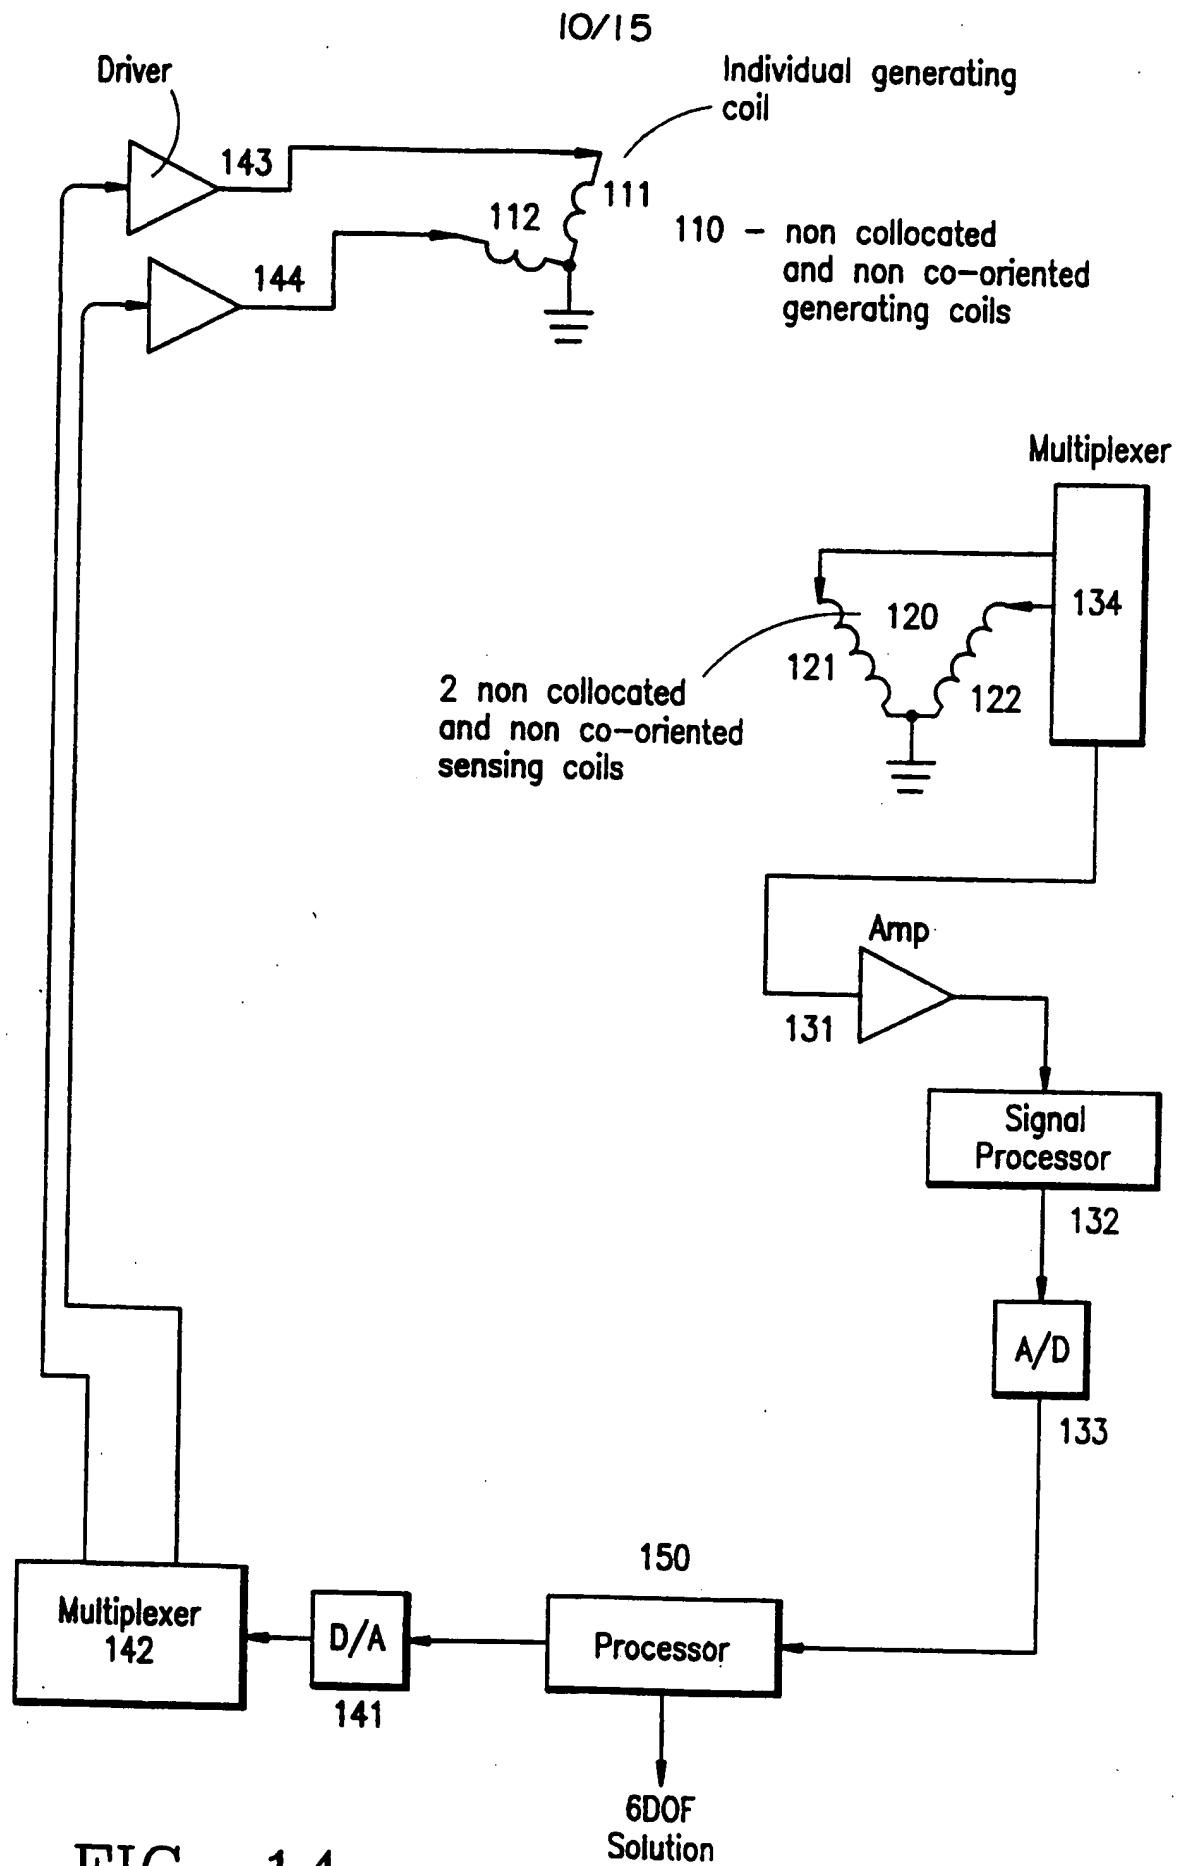 10/15
Driver
Individual generating
coil
143
111
112
110 – non collocated
and non co-oriented
generating coils
144
Multiplexer
134
120
121
122
2 non collocated
and non co-oriented
sensing coils
Amp
131
Signal
Processor
132
A/D
133
150
Multiplexer
142
D/A
Processor
141
6DOF
Solution
FIG. 14